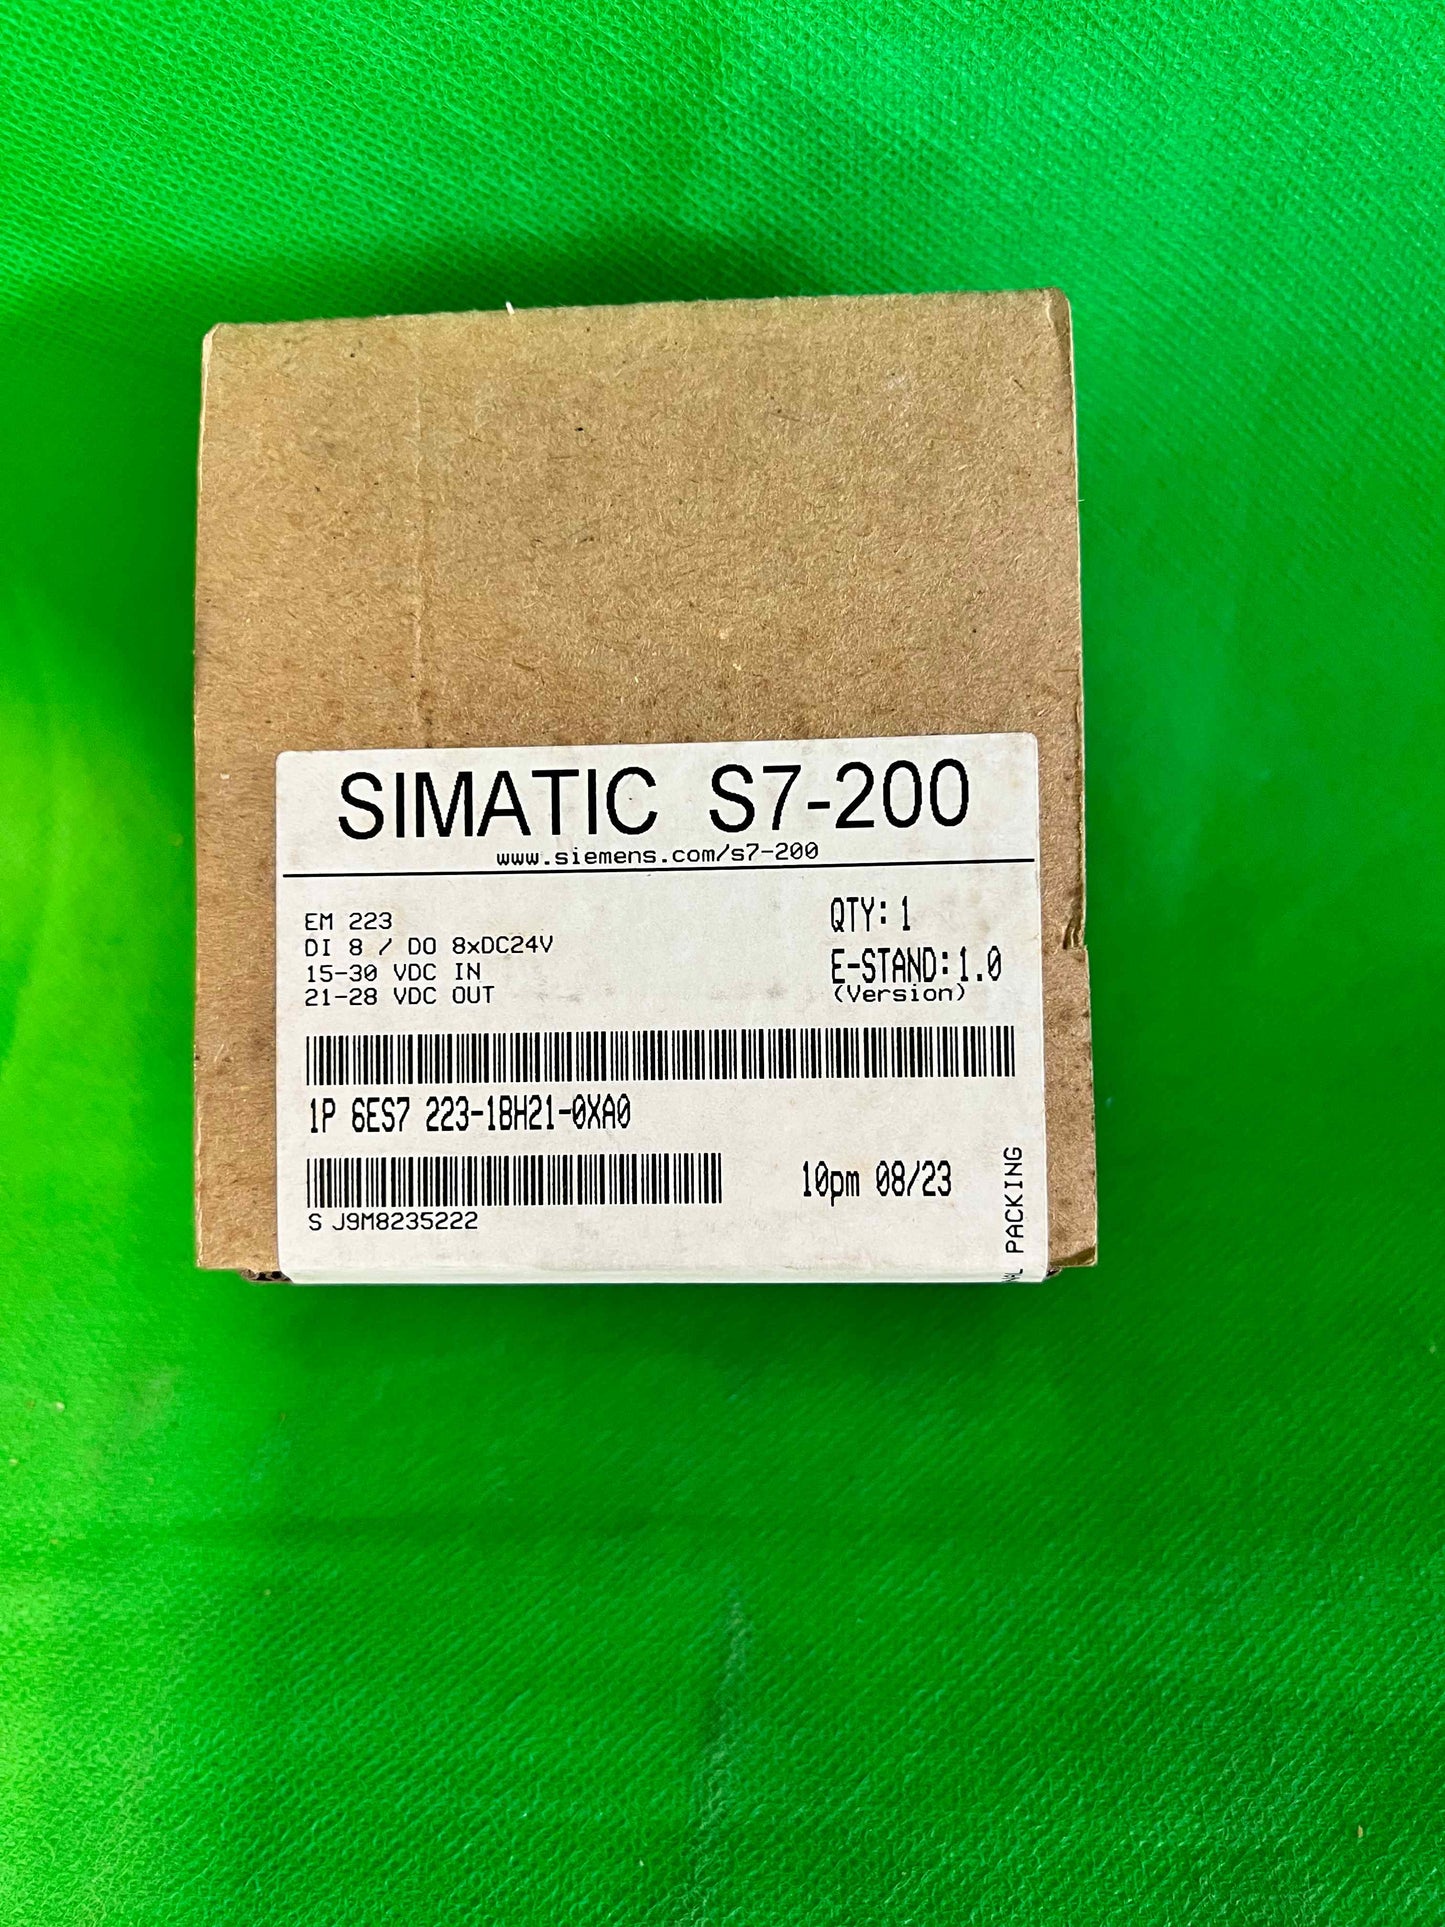 SIMATIC S7-200
www.siemens.com/s7-200
EM 223
DI 8 / DO 8xDC24V
15-30 VDC IN
21-28 VDC OUT
QTY: 1
E-STAND: 1.0
(Version)
1P 6ES7 223-1BH21-0XA0
S J9M8235222
10pm 08/23
PACKING